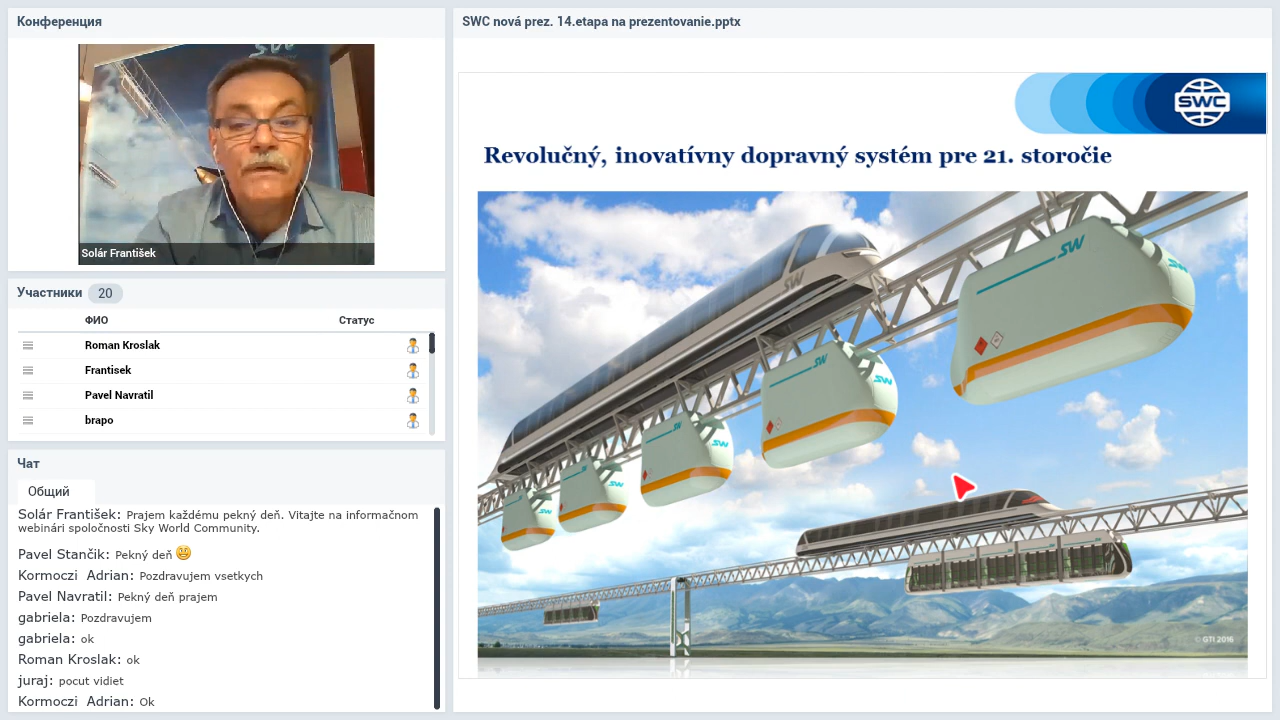 Конференция
Solár František
Участники 20
ФИО Статус
Roman Kroslak
Frantisek
Pavel Navratil
brapo
Чат
Общий
Solár František: Prajem každému pekný deň. Vitajte na informačnom
webinári spoločnosti Sky World Community.
Pavel Stančik: Pekný deň
Kormoczi Adrian: Pozdravujem vsetkych
Pavel Navratil: Pekný deň prajem
gabriela: Pozdravujem
gabriela: ok
Roman Kroslak: ok
juraj: pocut vidiet
Kormoczi Adrian: Ok
SWC nová prez. 14.etapa na prezentovanie.pptx
SWC
Revolučný, inovatívny dopravný systém pre 21. storočie
SW
SW
SW
SW
SW
SW
SW
SW
SW
© GTI 2016